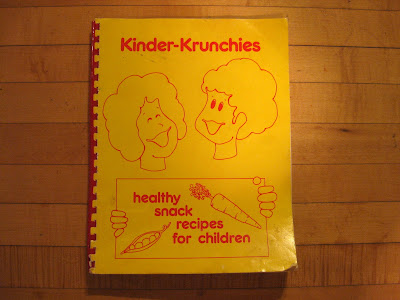 Kinder-Krunchies
healthy
snack
recipes
for children